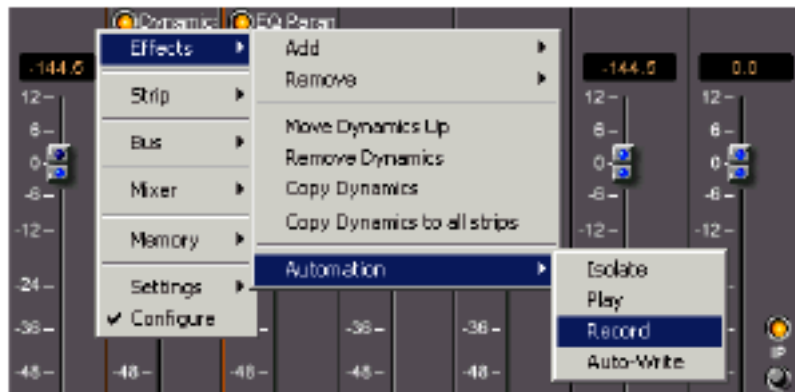 Dynamic EQ Paran
-144.5 -144.5 0.0
Effects
Strip
Bus
Mixer
Memory
Settings
✓ Configure
Add
Remove
Move Dynamics Up
Remove Dynamics
Copy Dynamics
Copy Dynamics to all strips
Automation
Isolate
Play
Record
Auto-Write
12 12 12
6 6 6
0 0 0
-6 -6 -6
-12 -12 -12
-24
-36 -36 -36
-48 -48 -48 -48 -48
IP